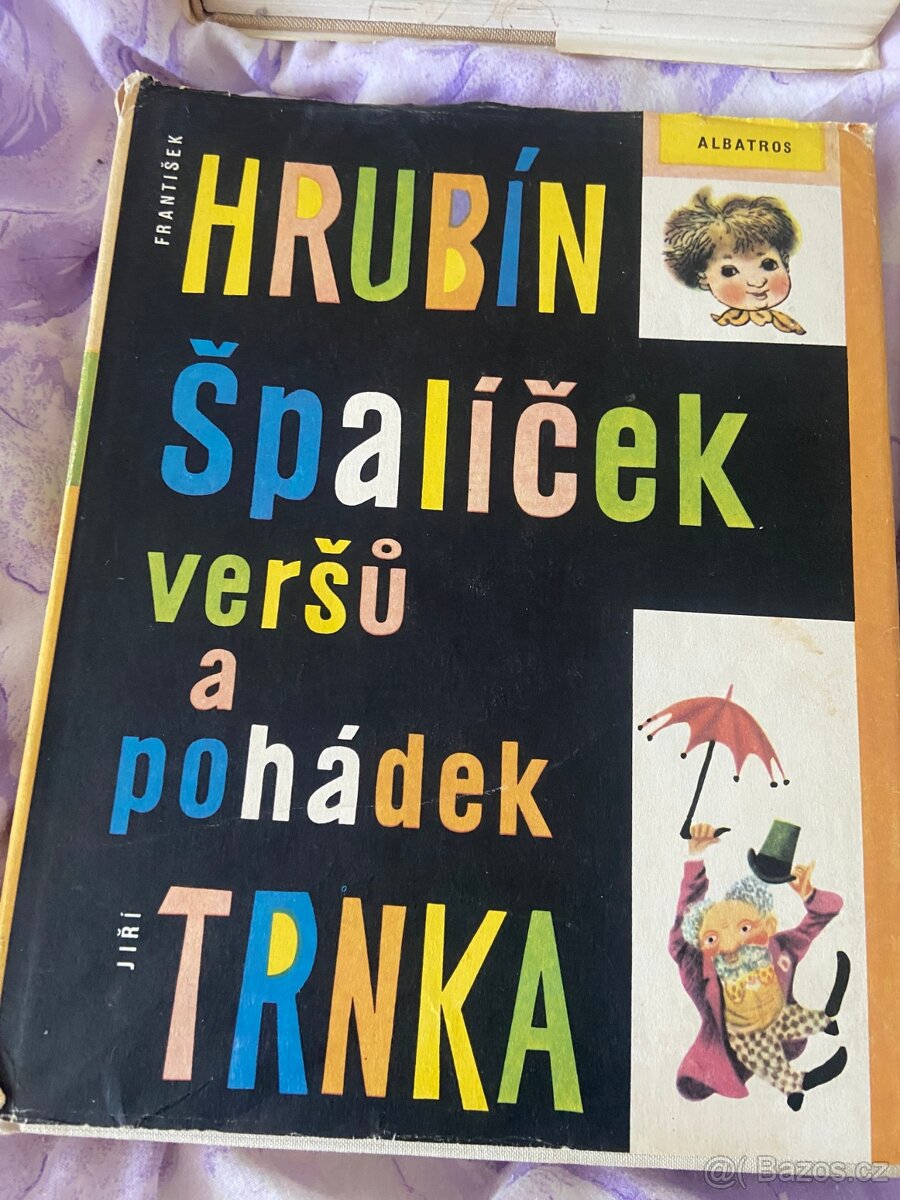 FRANTIŠEK
HRUBÍN
ALBATROS
Špalíček
veršů
a
pohádek
JIŘÍ
TRNKA
@( Bazos.cz